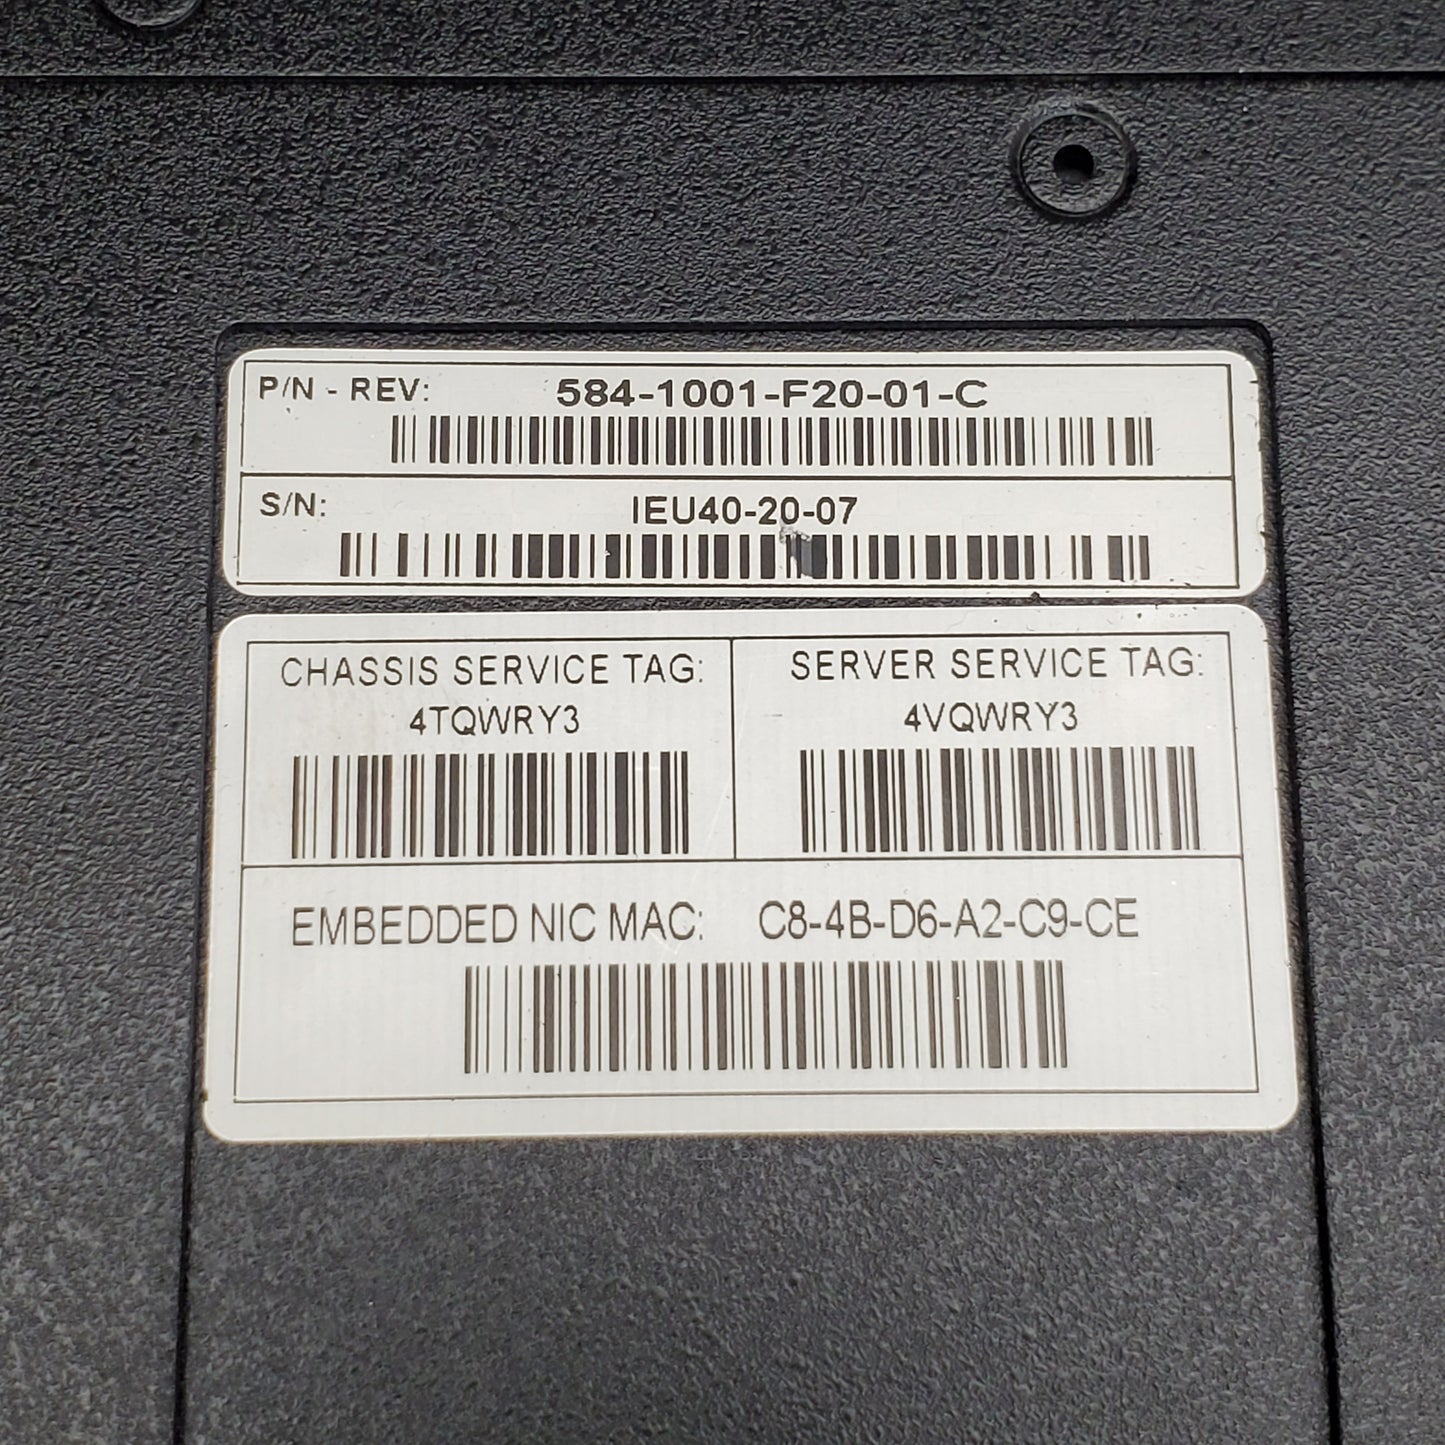 P/N - REV: 584-1001-F20-01-C
S/N: IEU40-20-07
CHASSIS SERVICE TAG:
4TQWRY3
SERVER SERVICE TAG:
4VQWRY3
EMBEDDED NIC MAC: C8-4B-D6-A2-C9-CE